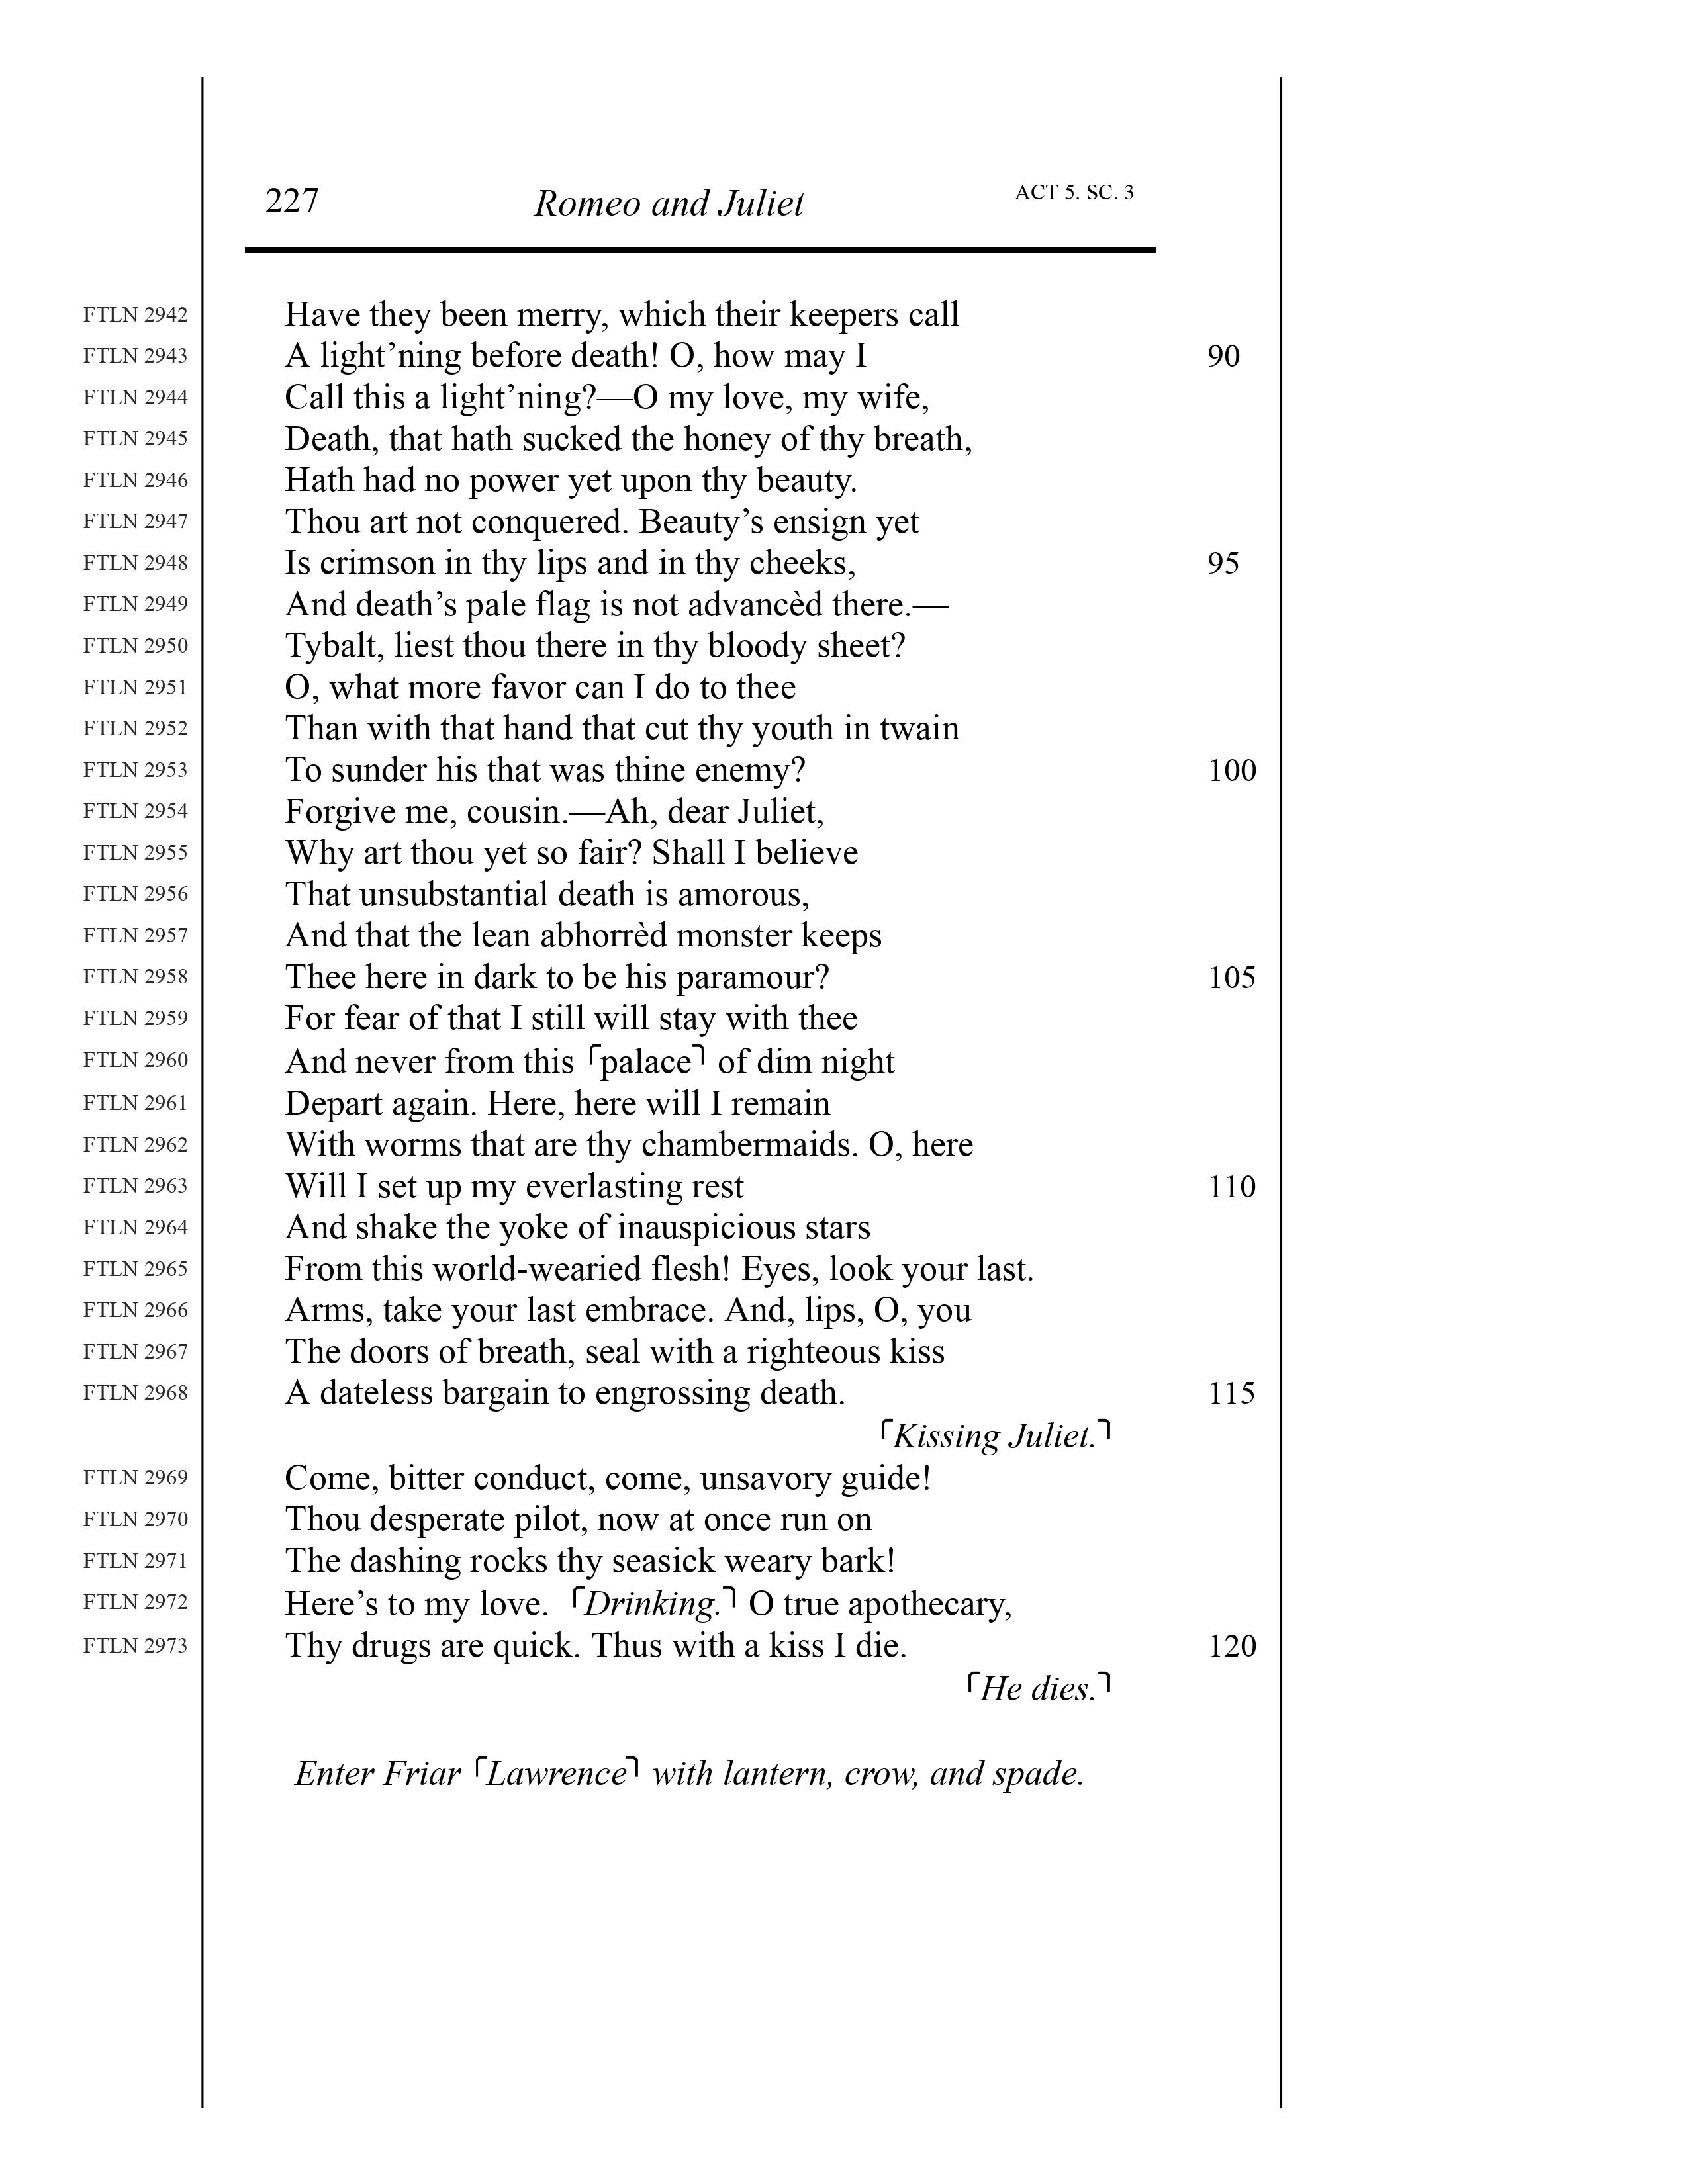 227 Romeo and Juliet ACT 5. SC. 3
FTLN 2942 Have they been merry, which their keepers call
FTLN 2943 A light’ning before death! O, how may I 90
FTLN 2944 Call this a light’ning?—O my love, my wife,
FTLN 2945 Death, that hath sucked the honey of thy breath,
FTLN 2946 Hath had no power yet upon thy beauty.
FTLN 2947 Thou art not conquered. Beauty’s ensign yet
FTLN 2948 Is crimson in thy lips and in thy cheeks, 95
FTLN 2949 And death’s pale flag is not advancèd there.—
FTLN 2950 Tybalt, liest thou there in thy bloody sheet?
FTLN 2951 O, what more favor can I do to thee
FTLN 2952 Than with that hand that cut thy youth in twain
FTLN 2953 To sunder his that was thine enemy? 100
FTLN 2954 Forgive me, cousin.—Ah, dear Juliet,
FTLN 2955 Why art thou yet so fair? Shall I believe
FTLN 2956 That unsubstantial death is amorous,
FTLN 2957 And that the lean abhorrèd monster keeps
FTLN 2958 Thee here in dark to be his paramour? 105
FTLN 2959 For fear of that I still will stay with thee
FTLN 2960 And never from this ⌜palace⌝ of dim night
FTLN 2961 Depart again. Here, here will I remain
FTLN 2962 With worms that are thy chambermaids. O, here
FTLN 2963 Will I set up my everlasting rest 110
FTLN 2964 And shake the yoke of inauspicious stars
FTLN 2965 From this world-wearied flesh! Eyes, look your last.
FTLN 2966 Arms, take your last embrace. And, lips, O, you
FTLN 2967 The doors of breath, seal with a righteous kiss
FTLN 2968 A dateless bargain to engrossing death. 115
⌜Kissing Juliet.⌝
FTLN 2969 Come, bitter conduct, come, unsavory guide!
FTLN 2970 Thou desperate pilot, now at once run on
FTLN 2971 The dashing rocks thy seasick weary bark!
FTLN 2972 Here’s to my love. ⌜Drinking.⌝ O true apothecary,
FTLN 2973 Thy drugs are quick. Thus with a kiss I die. 120
⌜He dies.⌝
Enter Friar ⌜Lawrence⌝ with lantern, crow, and spade.